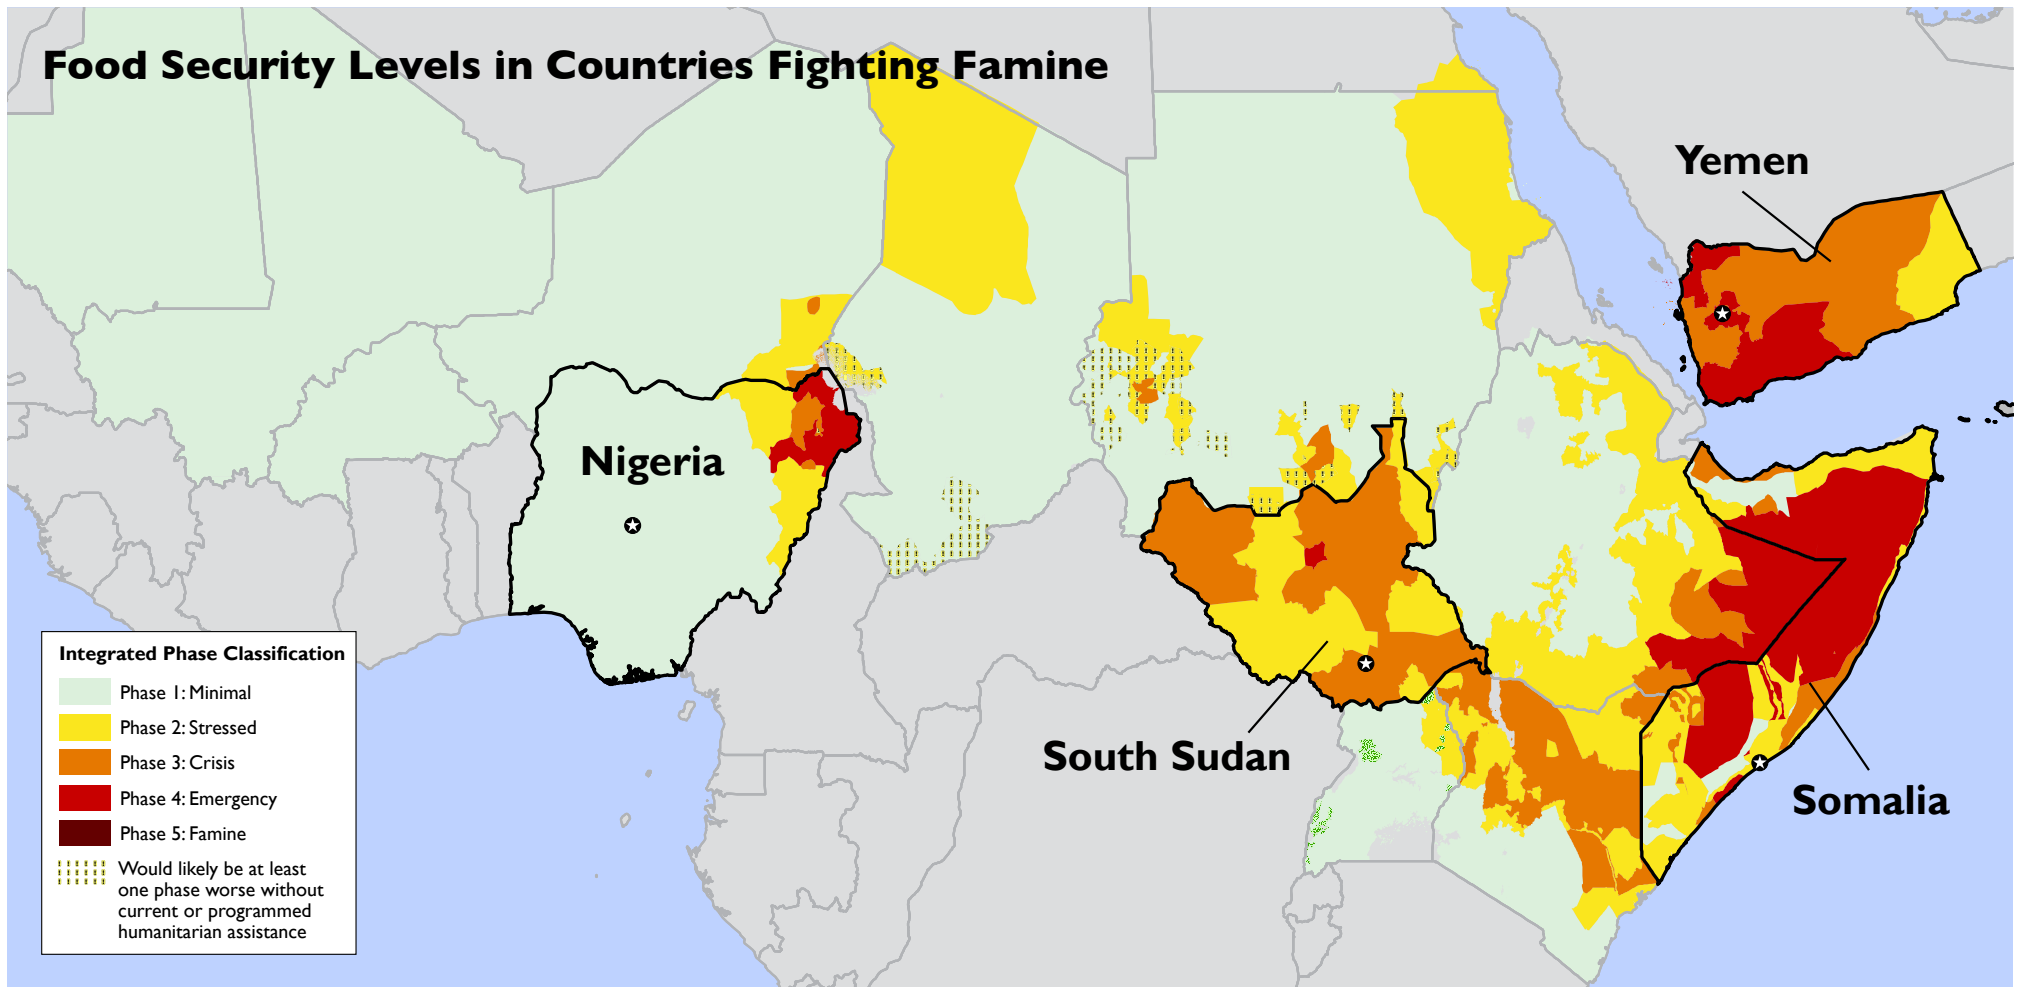 Food Security Levels in Countries Fighting Famine
Yemen
Nigeria
South Sudan
Somalia
Integrated Phase Classification
Phase 1: Minimal
Phase 2: Stressed
Phase 3: Crisis
Phase 4: Emergency
Phase 5: Famine
Would likely be at least
one phase worse without
current or programmed
humanitarian assistance